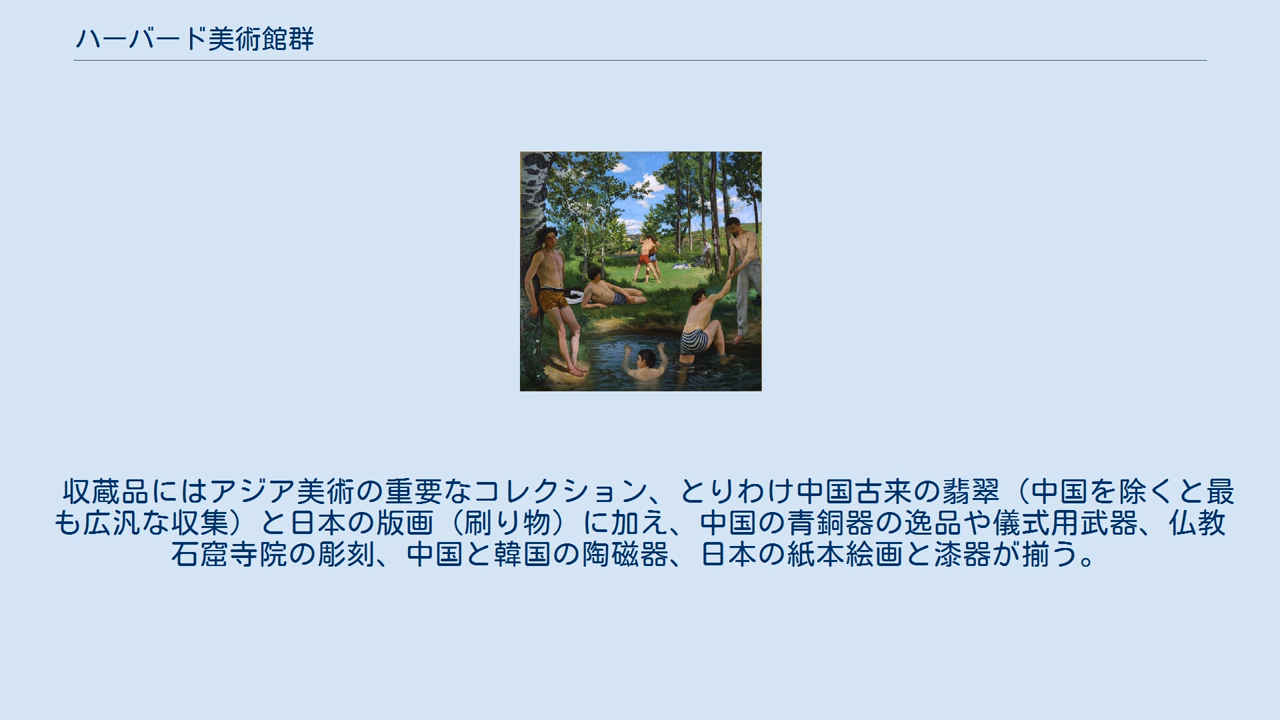 ハーバード美術館群
収蔵品にはアジア美術の重要なコレクション、とりわけ中国古来の翡翠（中国を除くと最
も広汎な収集）と日本の版画（刷り物）に加え、中国の青銅器の逸品や儀式用武器、仏教
石窟寺院の彫刻、中国と韓国の陶磁器、日本の紙本絵画と漆器が揃う。